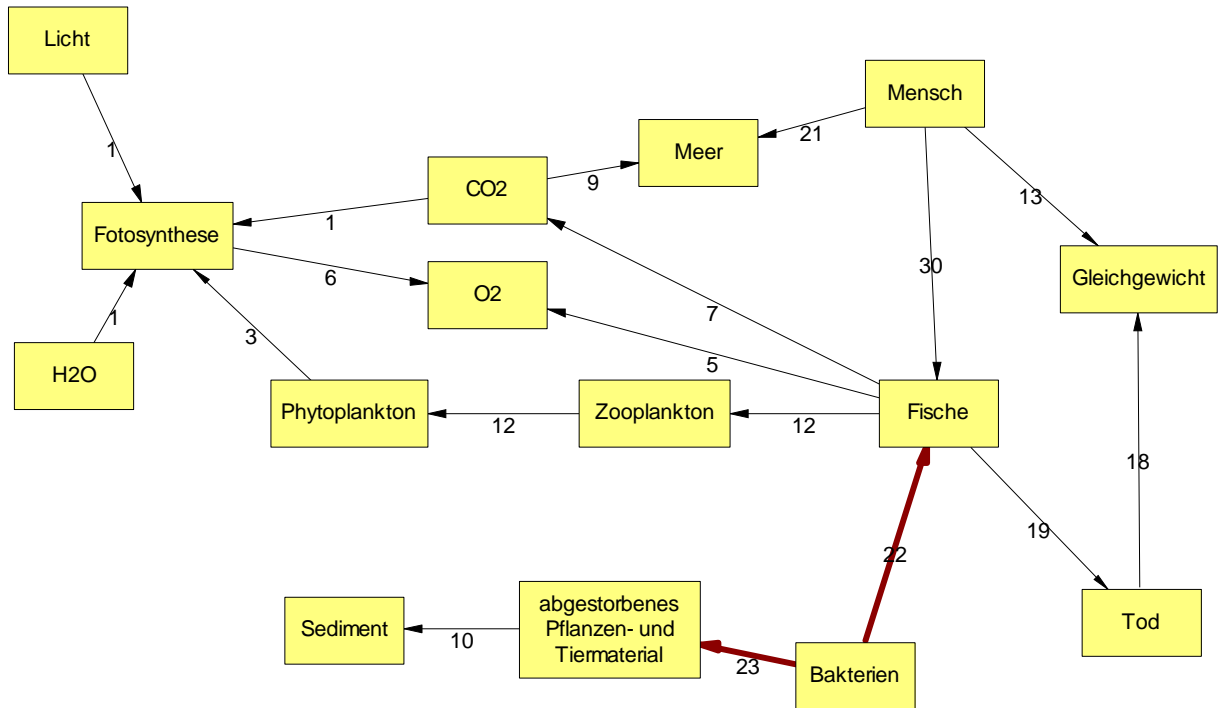 Licht
Mensch
1
21
Meer
CO2
9
13
1
Fotosynthese
6
30
Gleichgewicht
O2
7
1
3
5
H2O
Phytoplankton
12
Zooplankton
12
Fische
18
19
22
abgestorbenes
Pflanzen- und
Tiermaterial
Sediment
10
Tod
23
Bakterien